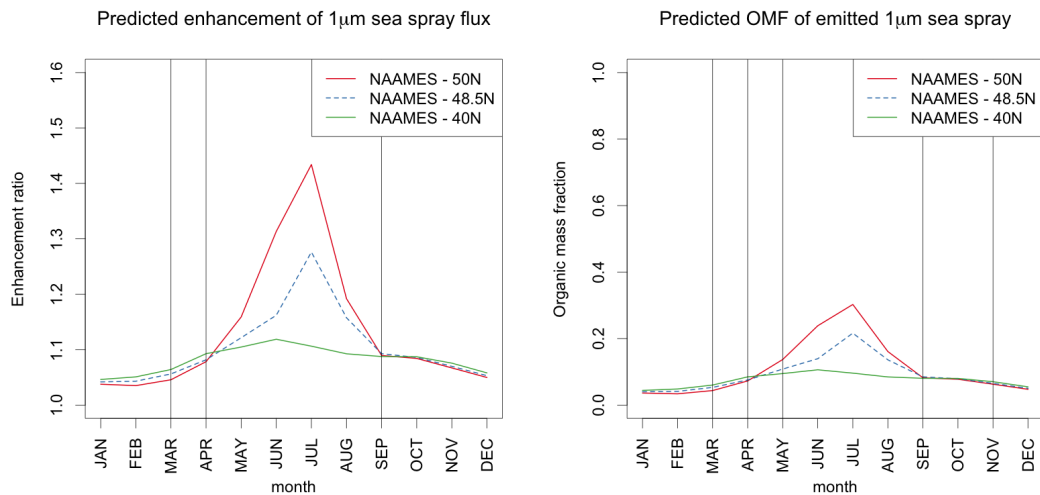 Predicted enhancement of 1μm sea spray flux
Enhancement ratio
1.6
1.5
1.4
1.3
1.2
1.1
1.0
NAAMES - 50N
NAAMES - 48.5N
NAAMES - 40N
JAN
FEB
MAR
APR
MAY
JUN
JUL
AUG
SEP
OCT
NOV
DEC
month
Predicted OMF of emitted 1μm sea spray
Organic mass fraction
1.0
0.8
0.6
0.4
0.2
0.0
NAAMES - 50N
NAAMES - 48.5N
NAAMES - 40N
JAN
FEB
MAR
APR
MAY
JUN
JUL
AUG
SEP
OCT
NOV
DEC
month